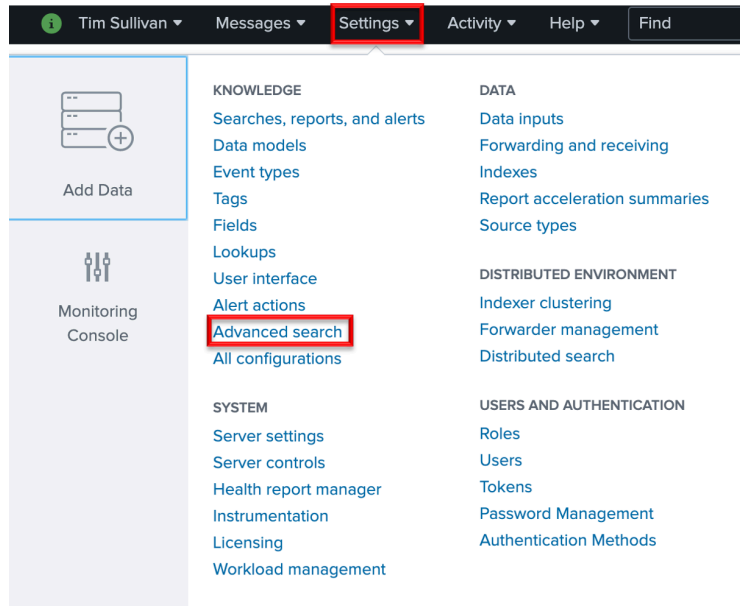 i Tim Sullivan ▾ Messages ▾ Settings ▾ Activity ▾ Help ▾ Find
Add Data
Monitoring
Console
KNOWLEDGE
Searches, reports, and alerts
Data models
Event types
Tags
Fields
Lookups
User interface
Alert actions
Advanced search
All configurations
SYSTEM
Server settings
Server controls
Health report manager
Instrumentation
Licensing
Workload management
DATA
Data inputs
Forwarding and receiving
Indexes
Report acceleration summaries
Source types
DISTRIBUTED ENVIRONMENT
Indexer clustering
Forwarder management
Distributed search
USERS AND AUTHENTICATION
Roles
Users
Tokens
Password Management
Authentication Methods